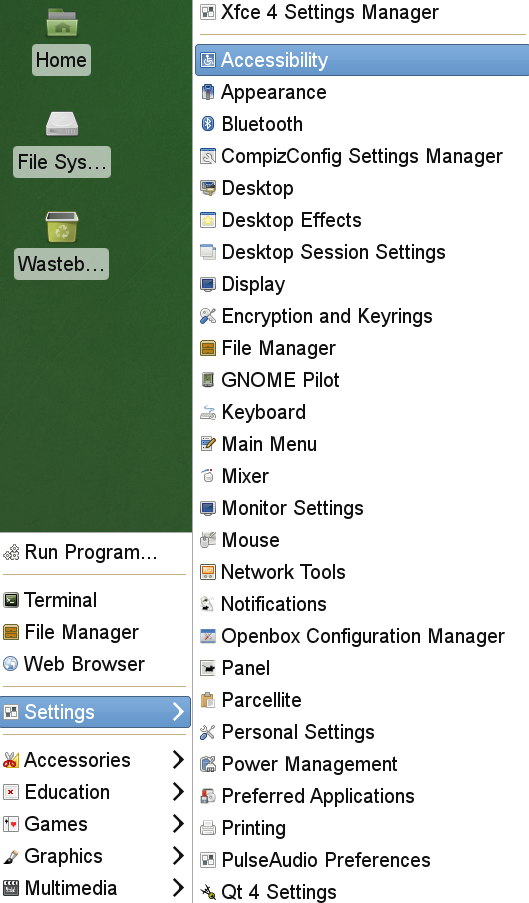 Home
File Sys...
Wasteb...
Run Program...
Terminal
File Manager
Web Browser
Settings
Accessories
Education
Games
Graphics
Multimedia
Xfce 4 Settings Manager
Accessibility
Appearance
Bluetooth
CompizConfig Settings Manager
Desktop
Desktop Effects
Desktop Session Settings
Display
Encryption and Keyrings
File Manager
GNOME Pilot
Keyboard
Main Menu
Mixer
Monitor Settings
Mouse
Network Tools
Notifications
Openbox Configuration Manager
Panel
Parcellite
Personal Settings
Power Management
Preferred Applications
Printing
PulseAudio Preferences
Qt 4 Settings